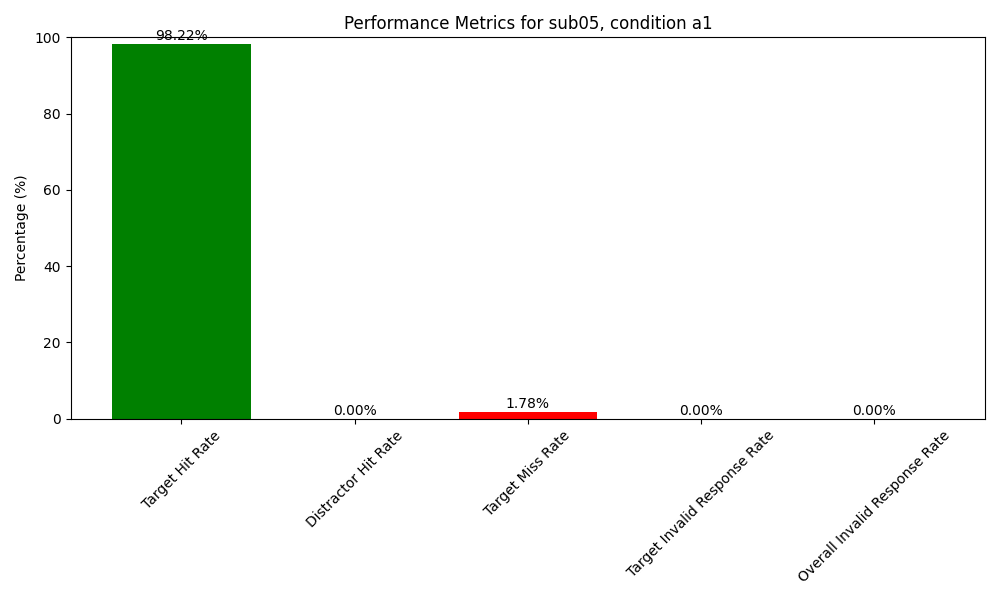 Performance Metrics for sub05, condition a1
Percentage (%)
100
80
60
40
20
0
98.22%
0.00%
1.78%
0.00%
0.00%
Target Hit Rate
Distractor Hit Rate
Target Miss Rate
Target Invalid Response Rate
Overall Invalid Response Rate